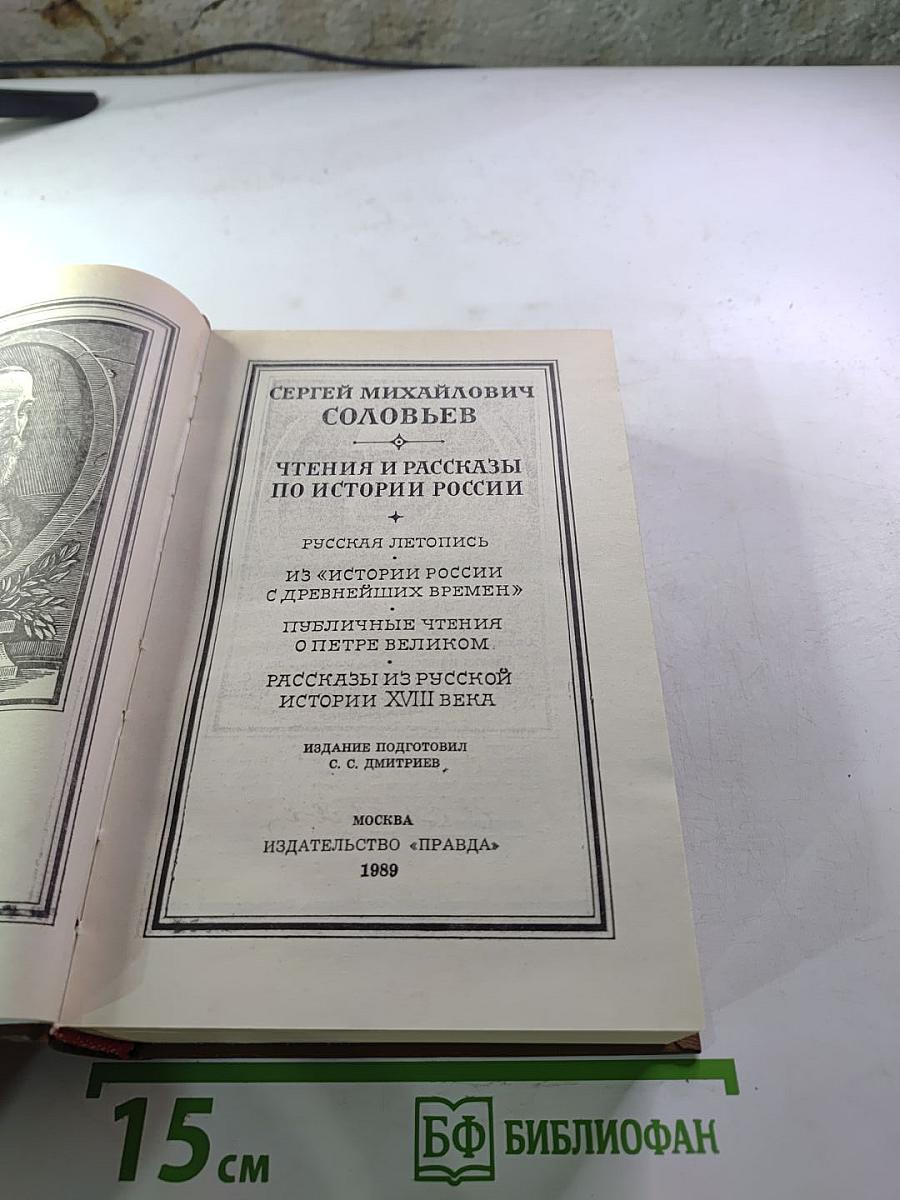 СЕРГЕЙ МИХАЙЛОВИЧ
СОЛОВЬЕВ
ЧТЕНИЯ И РАССКАЗЫ
ПО ИСТОРИИ РОССИИ
РУССКАЯ ЛЕТОПИСЬ
ИЗ «ИСТОРИИ РОССИИ
С ДРЕВНЕЙШИХ ВРЕМЕН»
ПУБЛИЧНЫЕ ЧТЕНИЯ
О ПЕТРЕ ВЕЛИКОМ
РАССКАЗЫ ИЗ РУССКОЙ
ИСТОРИИ XVIII ВЕКА
ИЗДАНИЕ ПОДГОТОВИЛ
С. С. ДМИТРИЕВ
МОСКВА
ИЗДАТЕЛЬСТВО «ПРАВДА»
1989
15 см
БФ БИБЛИОФАН